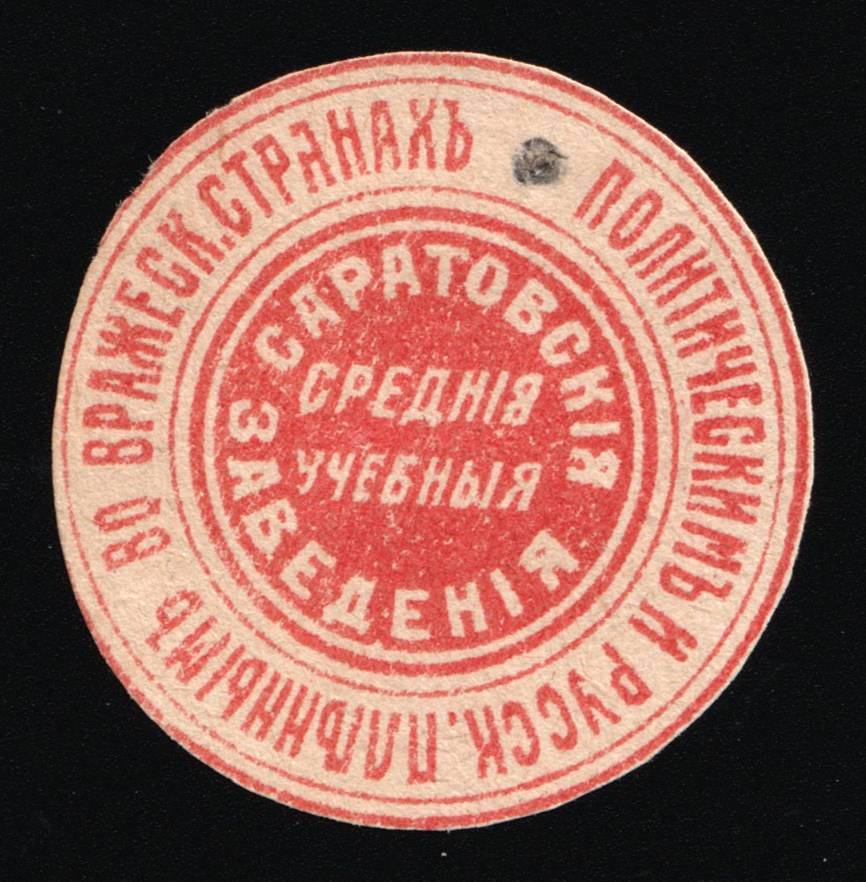 ПОЛИТИЧЕСКИМЪ И РУССК. ПЛѢННЫМЪ ВО ВРАЖЕСК. СТРАНАХЪ
САРАТОВСКІЯ
СРЕДНІЯ
УЧЕБНЫЯ
ЗАВЕДЕНІЯ